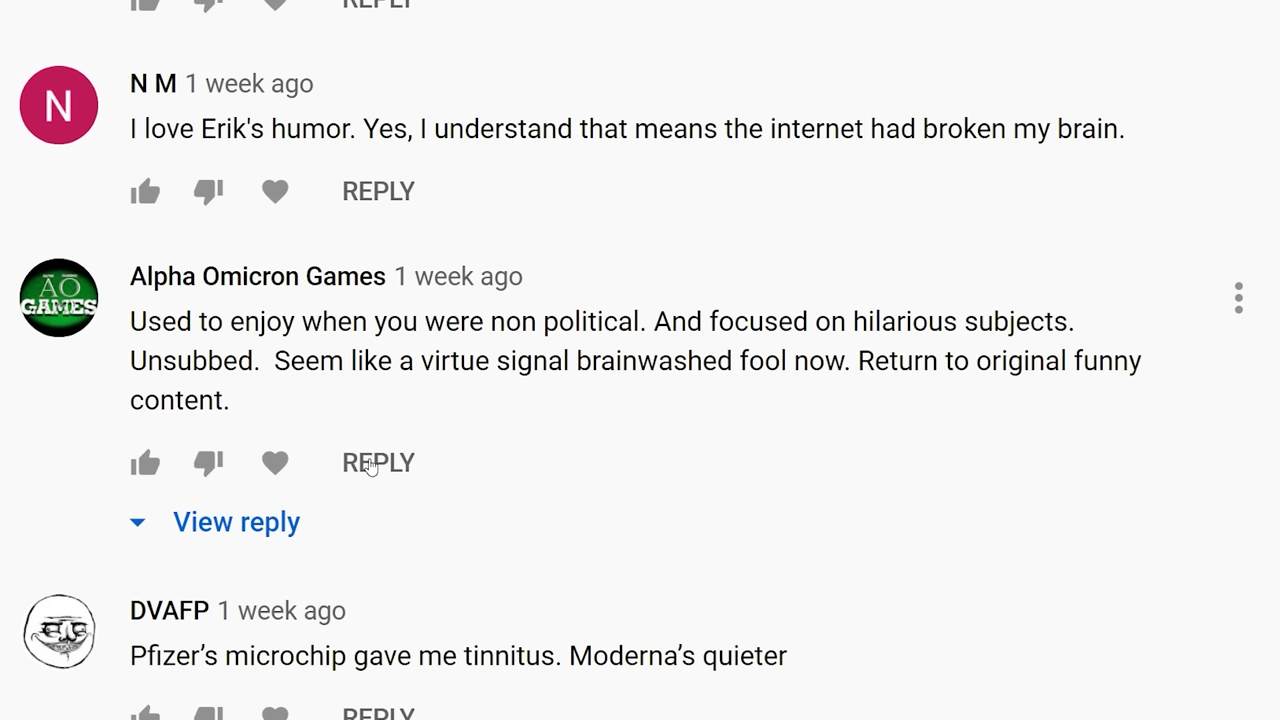 REPLY
N
N M 1 week ago
I love Erik's humor. Yes, I understand that means the internet had broken my brain.
REPLY
AO
GAMES
Alpha Omicron Games 1 week ago
Used to enjoy when you were non political. And focused on hilarious subjects.
Unsubbed.  Seem like a virtue signal brainwashed fool now. Return to original funny
content.
REPLY
View reply
DVAFP 1 week ago
Pfizer’s microchip gave me tinnitus. Moderna’s quieter
REPLY